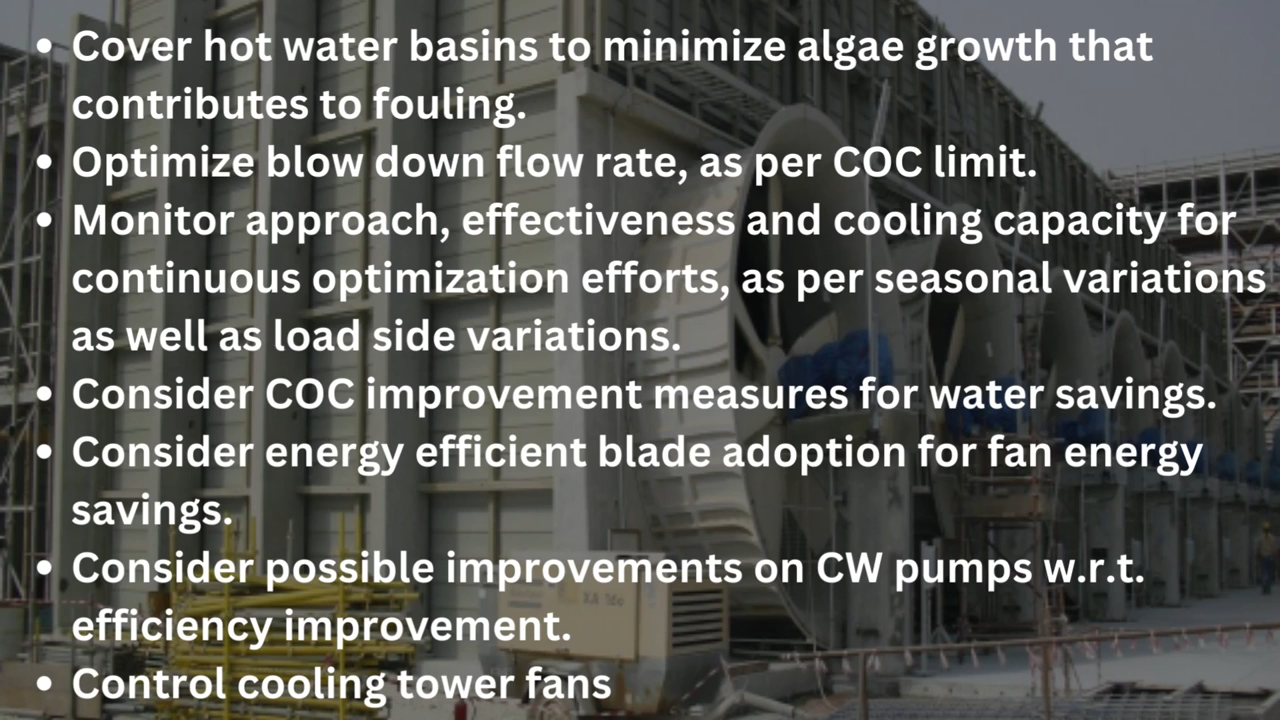 • Cover hot water basins to minimize algae growth that
contributes to fouling.
• Optimize blow down flow rate, as per COC limit.
• Monitor approach, effectiveness and cooling capacity for
continuous optimization efforts, as per seasonal variations
as well as load side variations.
• Consider COC improvement measures for water savings.
• Consider energy efficient blade adoption for fan energy
savings.
• Consider possible improvements on CW pumps w.r.t.
efficiency improvement.
• Control cooling tower fans